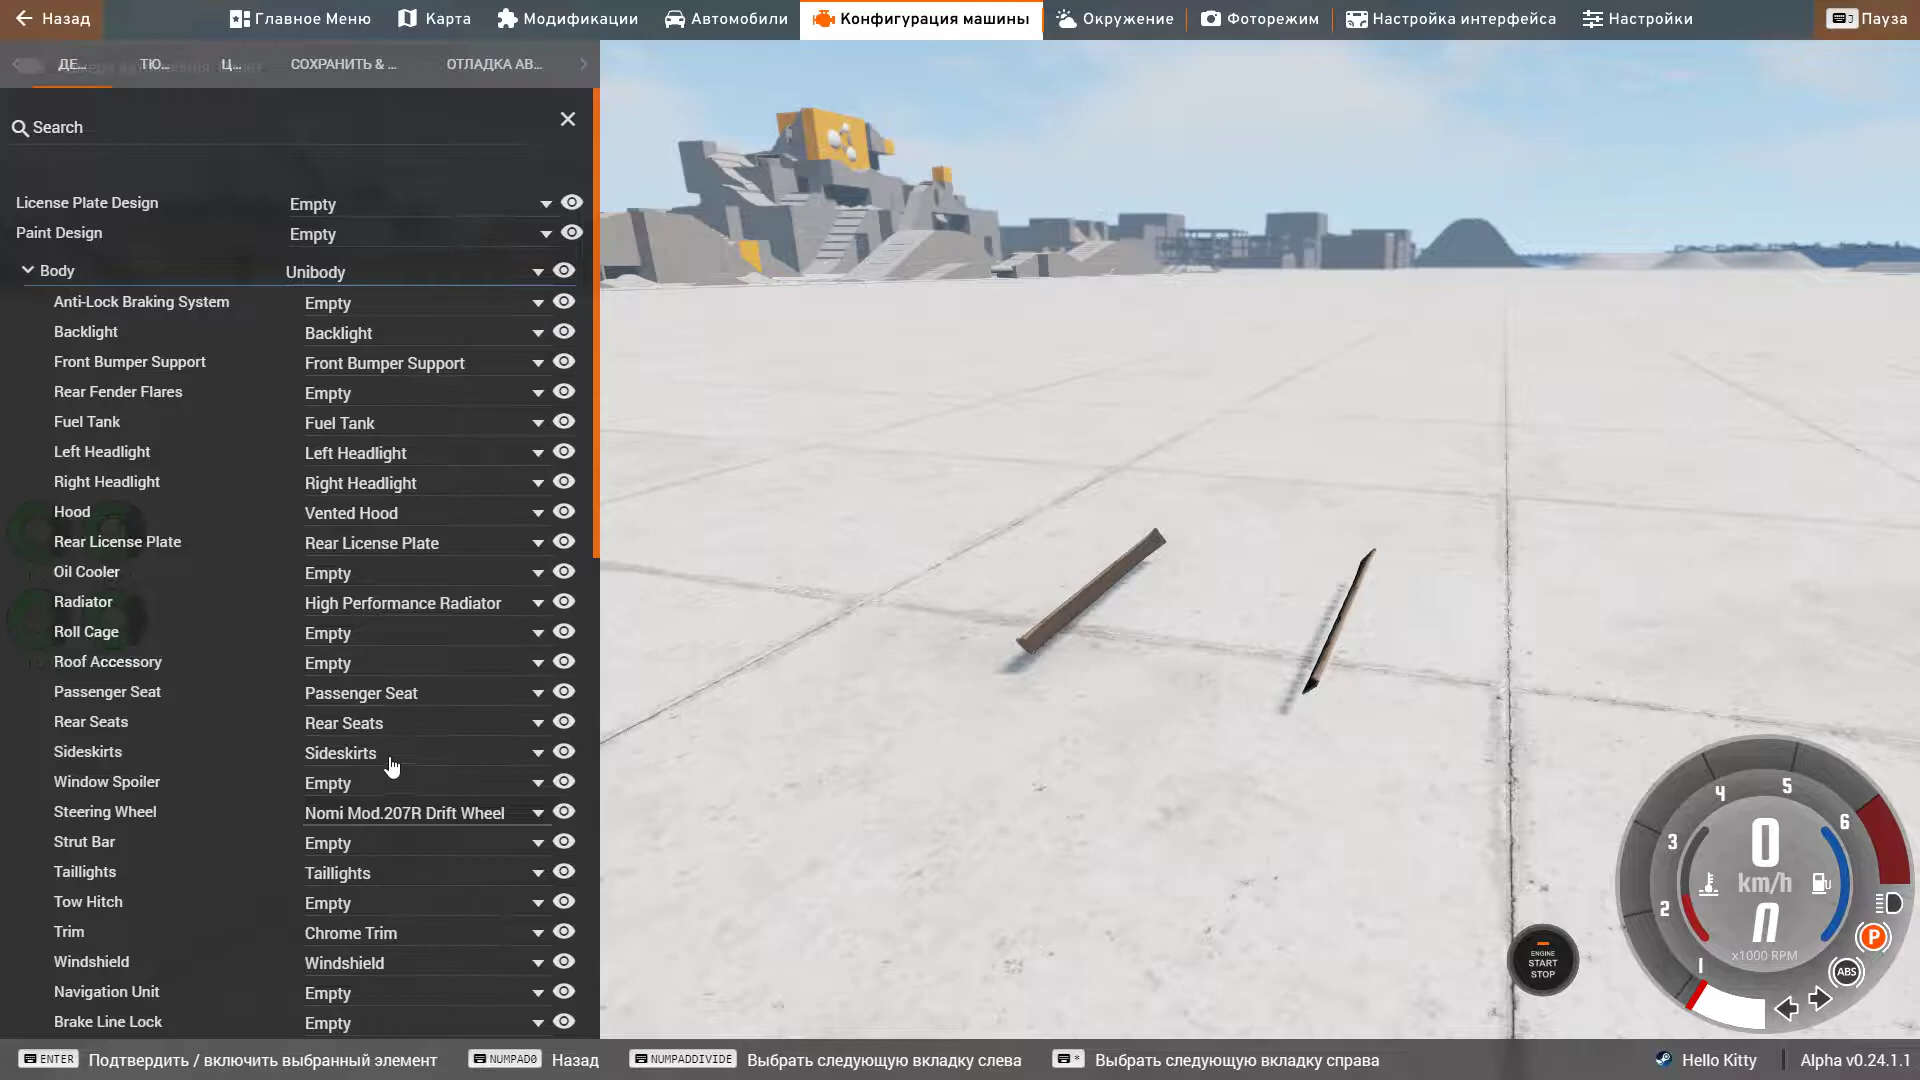 Назад
Главное Меню
Карта
Модификации
Автомобили
Конфигурация машины
Окружение
Фоторежим
Настройка интерфейса
Настройки
J Пауза
ДЕ...
ТЮ...
Ц...
СОХРАНИТЬ & ...
ОТЛАДКА АВ...
Search
License Plate Design Empty
Paint Design Empty
Body Unibody
Anti-Lock Braking System Empty
Backlight Backlight
Front Bumper Support Front Bumper Support
Rear Fender Flares Empty
Fuel Tank Fuel Tank
Left Headlight Left Headlight
Right Headlight Right Headlight
Hood Vented Hood
Rear License Plate Rear License Plate
Oil Cooler Empty
Radiator High Performance Radiator
Roll Cage Empty
Roof Accessory Empty
Passenger Seat Passenger Seat
Rear Seats Rear Seats
Sideskirts Sideskirts
Window Spoiler Empty
Steering Wheel Nomi Mod.207R Drift Wheel
Strut Bar Empty
Taillights Taillights
Tow Hitch Empty
Trim Chrome Trim
Windshield Windshield
Navigation Unit Empty
Brake Line Lock Empty
ENGINE
START
STOP
1
2
3
4
5
6
0
km/h
n
x1000 RPM
P
ABS
ENTER Подтвердить / включить выбранный элемент
NUMPAD0 Назад
NUMPADDIVIDE Выбрать следующую вкладку слева
* Выбрать следующую вкладку справа
Hello Kitty
Alpha v0.24.1.1